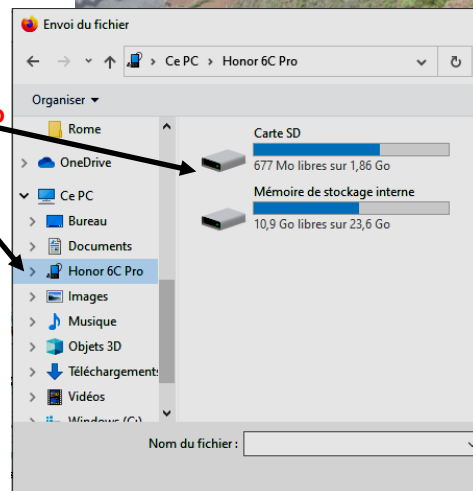 Envoi du fichier
Ce PC > Honor 6C Pro
Organiser
Rome
OneDrive
Ce PC
Bureau
Documents
Honor 6C Pro
Images
Musique
Objets 3D
Téléchargements
Vidéos
Windows (C:)
Carte SD
677 Mo libres sur 1,86 Go
Mémoire de stockage interne
10,9 Go libres sur 23,6 Go
Nom du fichier :